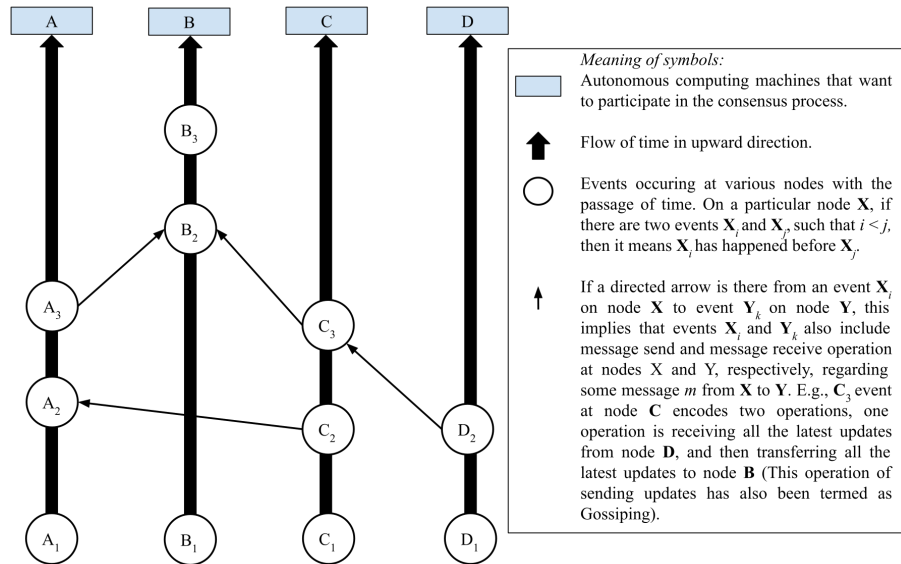 A B C D
B₃
B₂
A₃
C₃
A₂
C₂ D₂
A₁ B₁ C₁ D₁
Meaning of symbols:
Autonomous computing machines that want
to participate in the consensus process.
Flow of time in upward direction.
Events occuring at various nodes with the
passage of time. On a particular node X, if
there are two events Xᵢ and Xⱼ, such that i < j,
then it means Xᵢ has happened before Xⱼ.
If a directed arrow is there from an event Xᵢ
on node X to event Yₖ on node Y, this
implies that events Xᵢ and Yₖ also include
message send and message receive operation
at nodes X and Y, respectively, regarding
some message m from X to Y. E.g., C₃ event
at node C encodes two operations, one
operation is receiving all the latest updates
from node D, and then transferring all the
latest updates to node B (This operation of
sending updates has also been termed as
Gossiping).